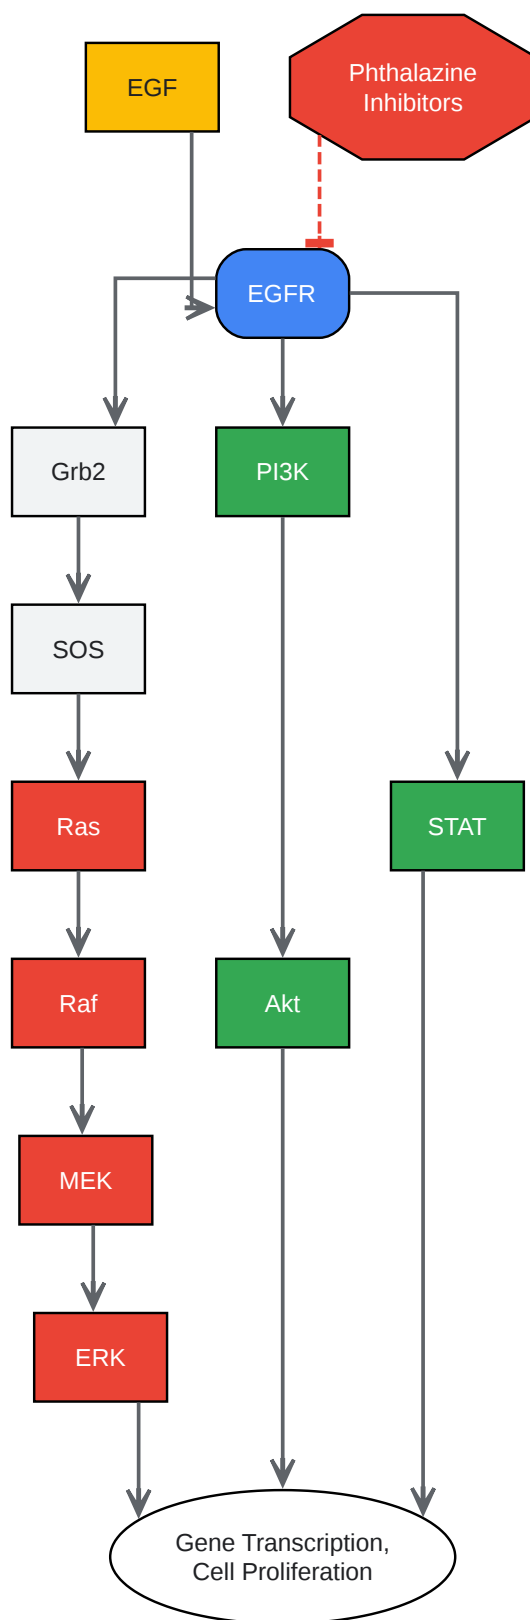 EGF
Phthalazine
Inhibitors
EGFR
Grb2
PI3K
SOS
Ras
STAT
Raf
Akt
MEK
ERK
Gene Transcription,
Cell Proliferation